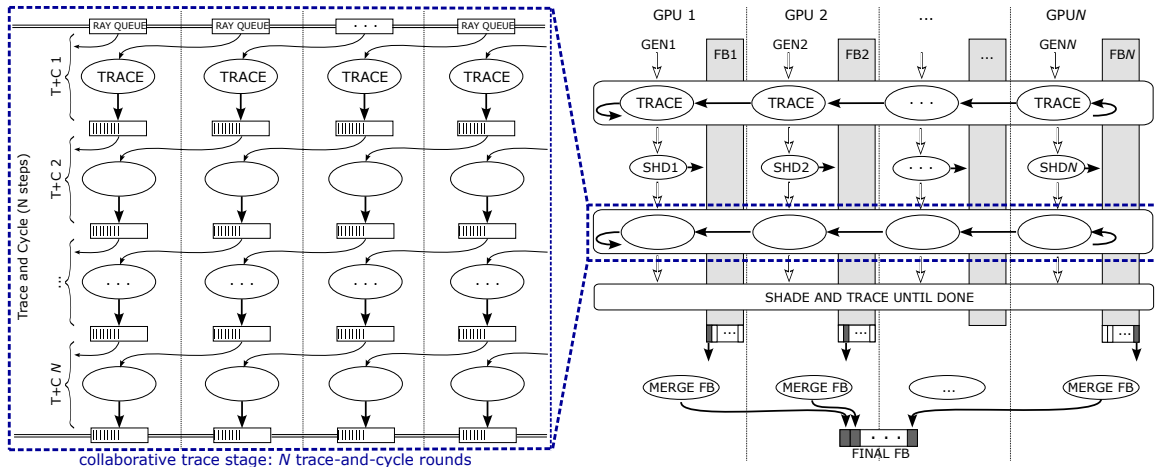 RAY QUEUE RAY QUEUE . . . RAY QUEUE
T+C 1
TRACE TRACE TRACE TRACE
T+C 2
Trace and Cycle (N steps)
...
. . . . . . . . . . . .
T+C N
collaborative trace stage: N trace-and-cycle rounds
GPU 1 GPU 2 ... GPUN
GEN1 FB1 GEN2 FB2 ... GENN FBN
TRACE TRACE . . . TRACE
SHD1 SHD2 . . . SHDN
SHADE AND TRACE UNTIL DONE
... ... ...
MERGE FB MERGE FB ... MERGE FB
. . .
FINAL FB